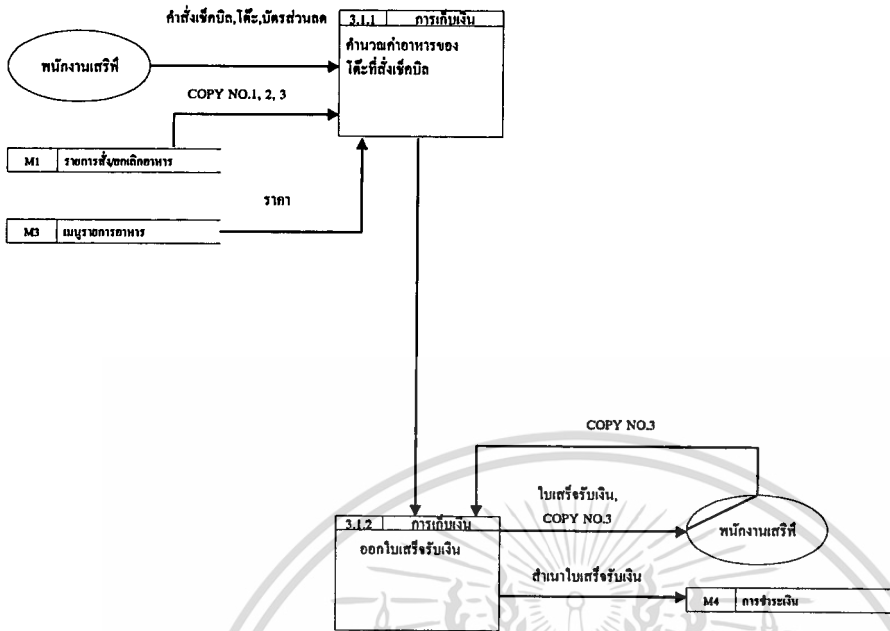 คำสั่งเช็คบิล,โต๊ะ,บัตรส่วนลด
3.1.1 การเก็บเงิน
คำนวณค่าอาหารของ
โต๊ะที่สั่งเช็คบิล
พนักงานเสริฟ
COPY NO.1, 2, 3
M1 รายการสั่ง/ยกเลิกอาหาร
ราคา
M3 เมนูรายการอาหาร
COPY NO.3
ใบเสร็จรับเงิน,
COPY NO.3
3.1.2 การเก็บเงิน
ออกใบเสร็จรับเงิน
พนักงานเสริฟ
สำเนาใบเสร็จรับเงิน
M4 การชำระเงิน